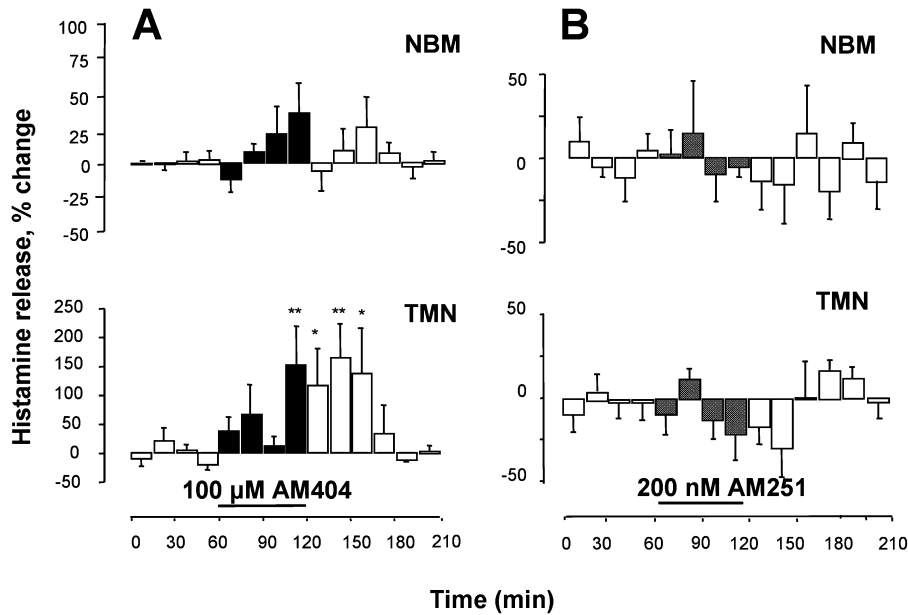 A
B
Histamine release, % change
NBM
100
75
50
25
0
-25
-50
NBM
50
0
-50
TMN
250
200
150
100
50
0
-50
** * ** *
100 µM AM404
TMN
50
0
-50
200 nM AM251
0 30 60 90 120 150 180 210
0 30 60 90 120 150 180 210
Time (min)